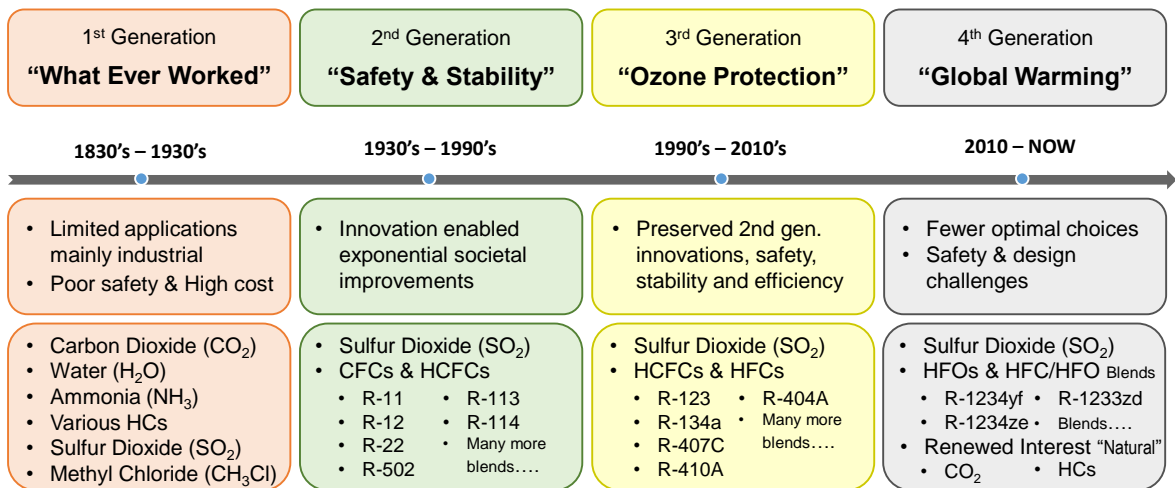 1st Generation
“What Ever Worked”
2nd Generation
“Safety & Stability”
3rd Generation
“Ozone Protection”
4th Generation
“Global Warming”
1830’s – 1930’s
1930’s – 1990’s
1990’s – 2010’s
2010 – NOW
• Limited applications
mainly industrial
• Poor safety & High cost
• Innovation enabled
exponential societal
improvements
• Preserved 2nd gen.
innovations, safety,
stability and efficiency
• Fewer optimal choices
• Safety & design
challenges
• Carbon Dioxide (CO2)
• Water (H2O)
• Ammonia (NH3)
• Various HCs
• Sulfur Dioxide (SO2)
• Methyl Chloride (CH3Cl)
• Sulfur Dioxide (SO2)
• CFCs & HCFCs
• R-11
• R-12
• R-22
• R-502
• R-113
• R-114
• Many more
blends….
• Sulfur Dioxide (SO2)
• HCFCs & HFCs
• R-123
• R-134a
• R-407C
• R-410A
• R-404A
• Many more
blends….
• Sulfur Dioxide (SO2)
• HFOs & HFC/HFO Blends
• R-1234yf
• R-1234ze
• R-1233zd
• Blends….
• Renewed Interest “Natural”
• CO2
• HCs